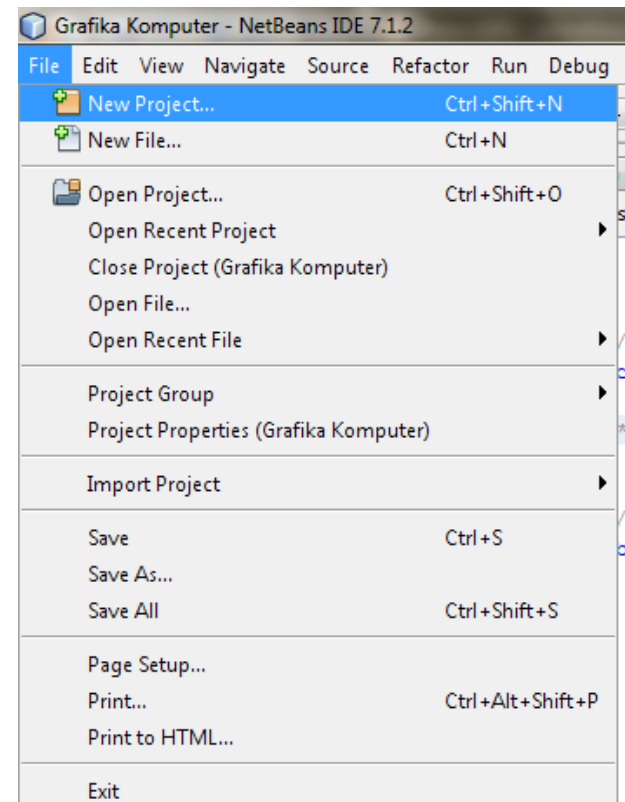 Grafika Komputer - NetBeans IDE 7.1.2
File Edit View Navigate Source Refactor Run Debug
New Project... Ctrl+Shift+N
New File... Ctrl+N
Open Project... Ctrl+Shift+O
Open Recent Project
Close Project (Grafika Komputer)
Open File...
Open Recent File
Project Group
Project Properties (Grafika Komputer)
Import Project
Save Ctrl+S
Save As...
Save All Ctrl+Shift+S
Page Setup...
Print... Ctrl+Alt+Shift+P
Print to HTML...
Exit